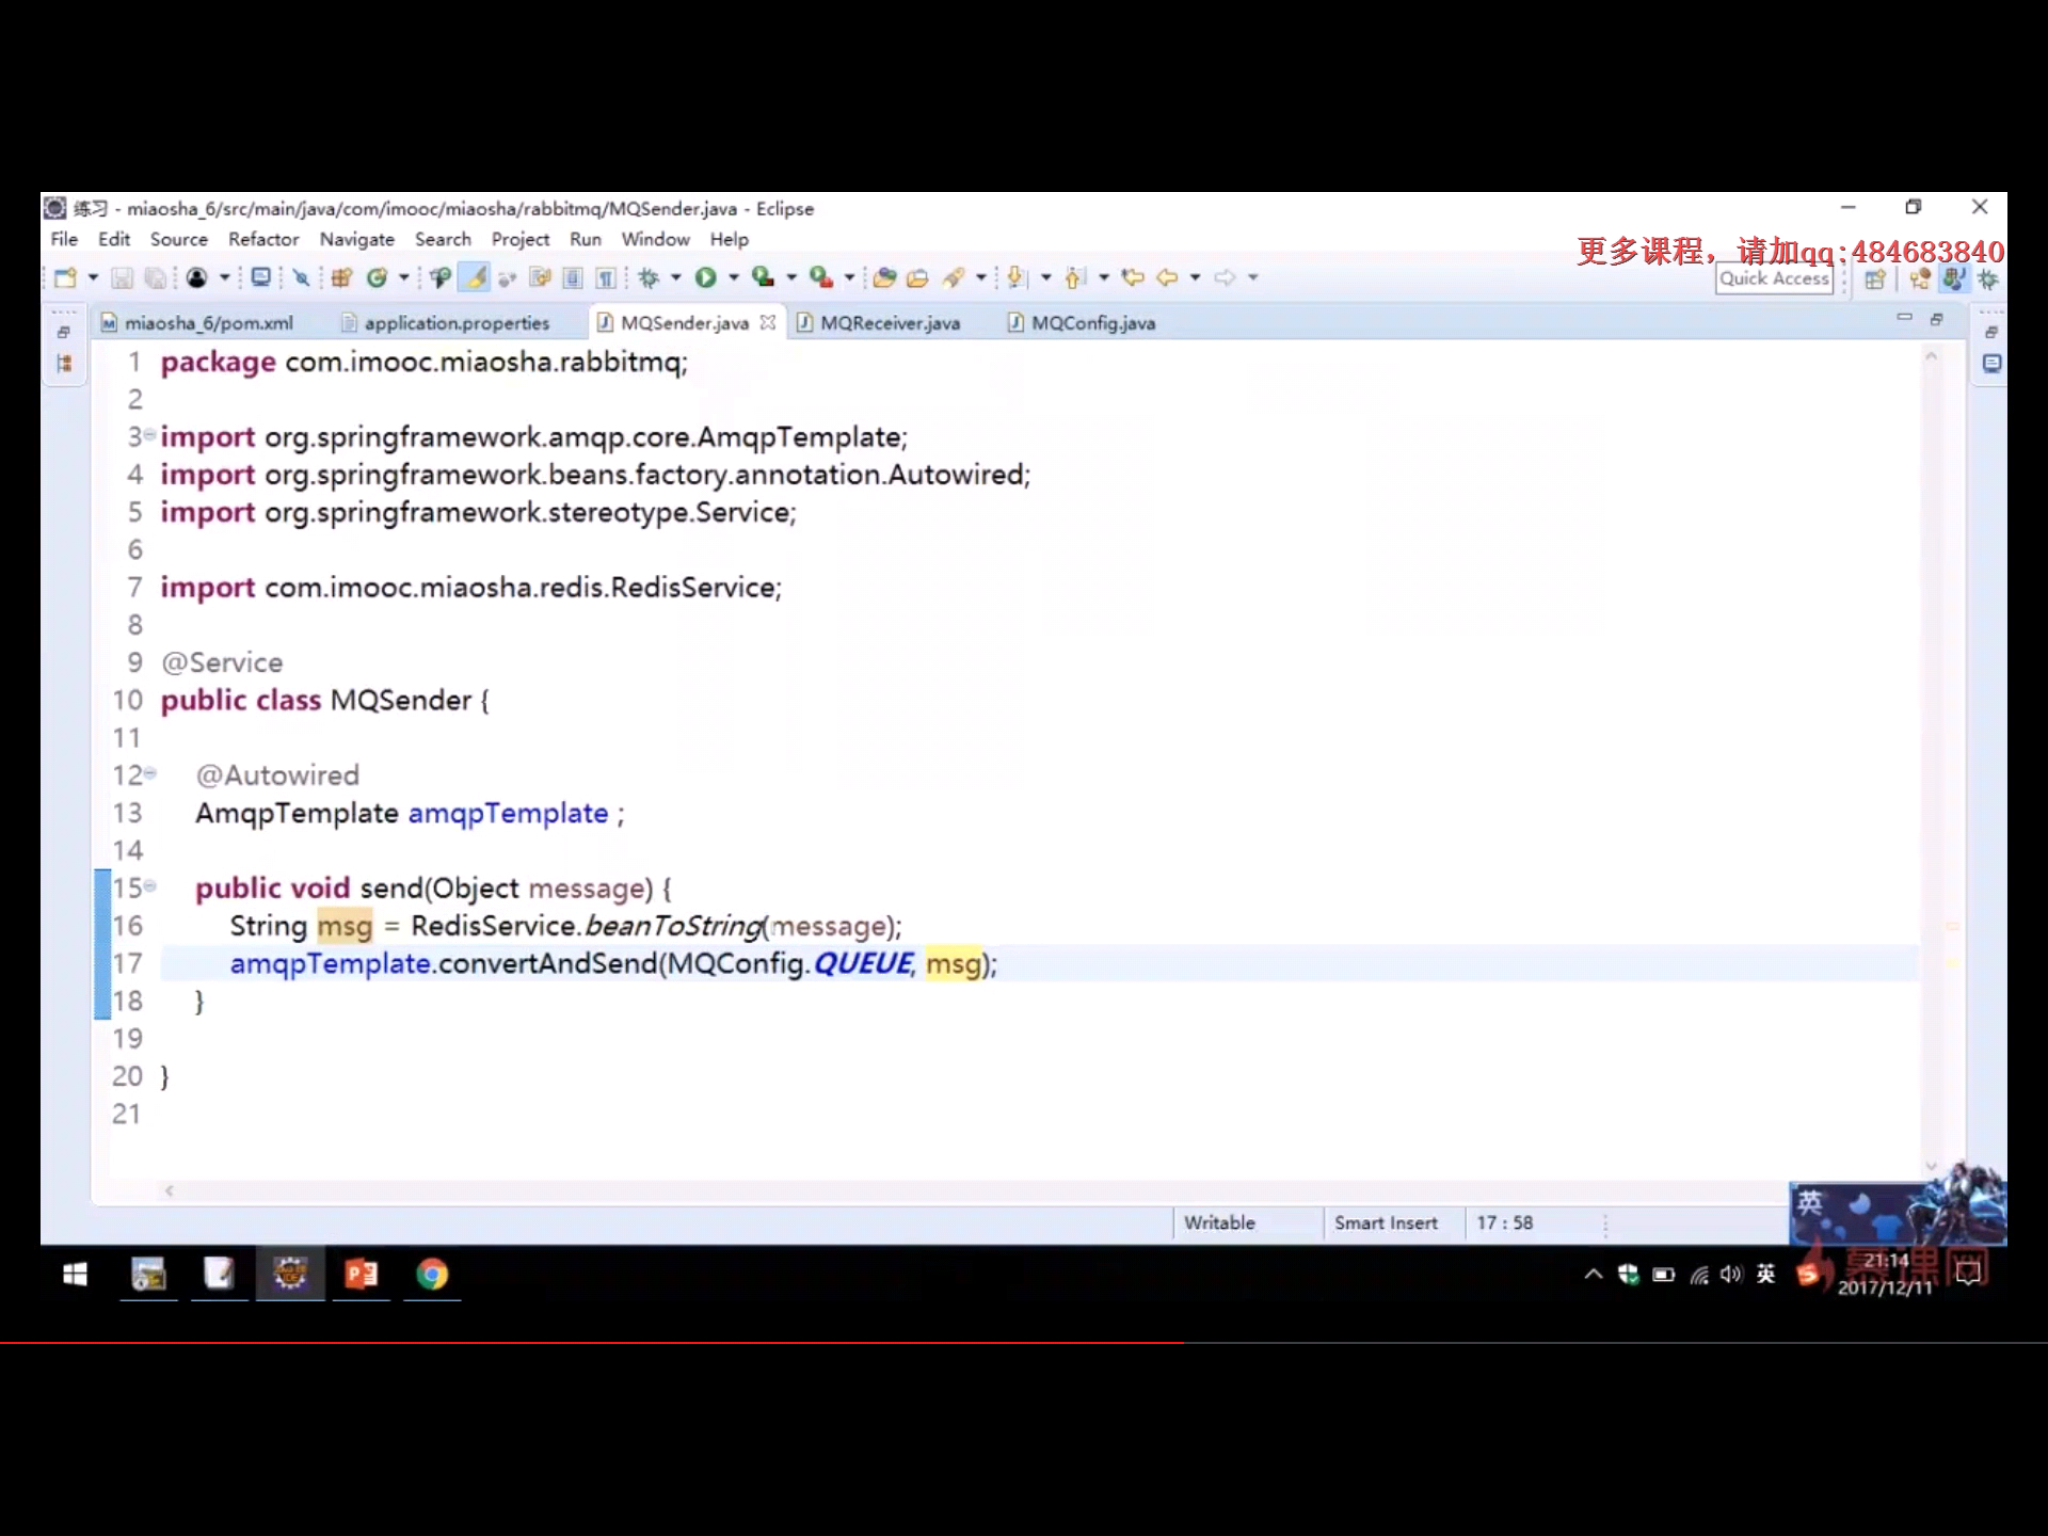 练习 - miaosha_6/src/main/java/com/imooc/miaosha/rabbitmq/MQSender.java - Eclipse
File Edit Source Refactor Navigate Search Project Run Window Help
更多课程，请加qq:484683840
Quick Access
miaosha_6/pom.xml application.properties MQSender.java MQReceiver.java MQConfig.java
1 package com.imooc.miaosha.rabbitmq;
2
3 import org.springframework.amqp.core.AmqpTemplate;
4 import org.springframework.beans.factory.annotation.Autowired;
5 import org.springframework.stereotype.Service;
6
7 import com.imooc.miaosha.redis.RedisService;
8
9 @Service
10 public class MQSender {
11
12 @Autowired
13 AmqpTemplate amqpTemplate ;
14
15 public void send(Object message) {
16 String msg = RedisService.beanToString(message);
17 amqpTemplate.convertAndSend(MQConfig.QUEUE, msg);
18 }
19
20 }
21
英
Writable Smart Insert 17 : 58
英
慕课网
21:14
2017/12/11